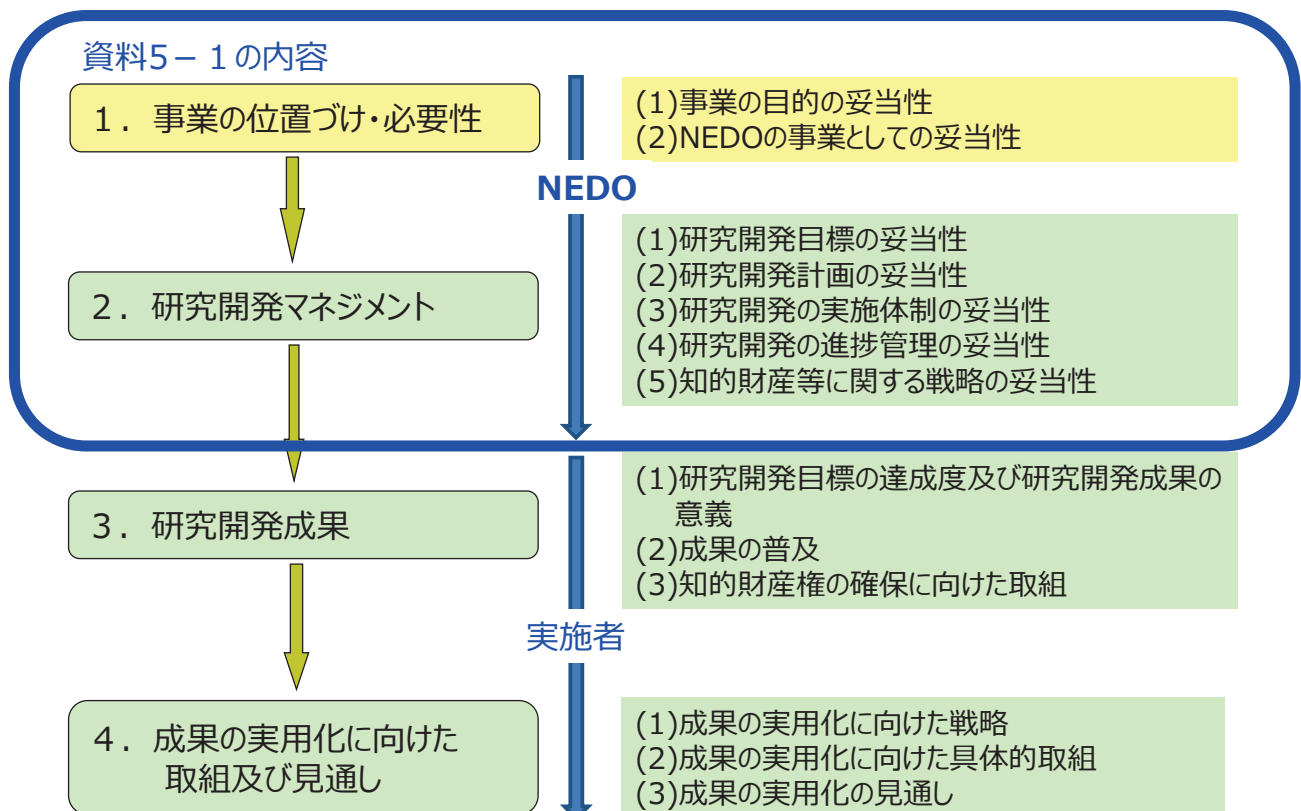 資料5-1の内容
1．事業の位置づけ・必要性
(1)事業の目的の妥当性
(2)NEDOの事業としての妥当性
NEDO
2．研究開発マネジメント
(1)研究開発目標の妥当性
(2)研究開発計画の妥当性
(3)研究開発の実施体制の妥当性
(4)研究開発の進捗管理の妥当性
(5)知的財産等に関する戦略の妥当性
3．研究開発成果
(1)研究開発目標の達成度及び研究開発成果の
意義
(2)成果の普及
(3)知的財産権の確保に向けた取組
実施者
4．成果の実用化に向けた
取組及び見通し
(1)成果の実用化に向けた戦略
(2)成果の実用化に向けた具体的取組
(3)成果の実用化の見通し